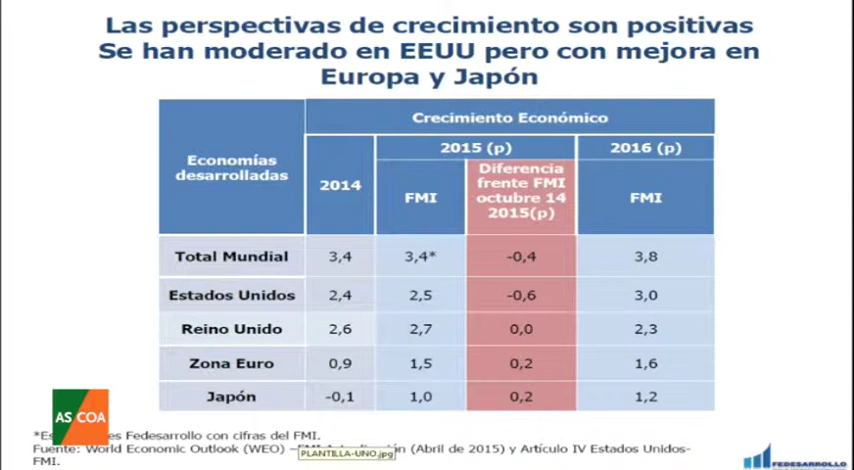 Las perspectivas de crecimiento son positivas
Se han moderado en EEUU pero con mejora en
Europa y Japón
Economías
desarrolladas
Crecimiento Económico
2014
2015 (p)
2016 (p)
FMI
Diferencia
frente FMI
octubre 14
2015(p)
FMI
Total Mundial 3,4 3,4* -0,4 3,8
Estados Unidos 2,4 2,5 -0,6 3,0
Reino Unido 2,6 2,7 0,0 2,3
Zona Euro 0,9 1,5 0,2 1,6
Japón -0,1 1,0 0,2 1,2
AS COA
Fedesarrollo con cifras del FMI.
Fuente: World Economic Outlook (WEO) (Abril de 2015) y Artículo IV Estados Unidos-
FMI.
PLANTILLA-UNO.jpg
FEDESARROLLO